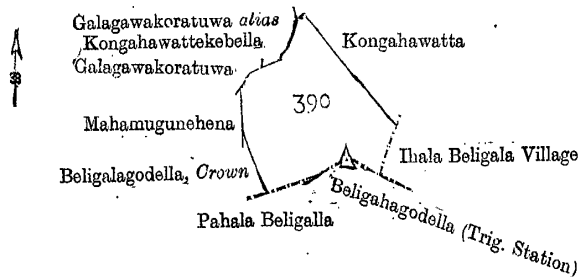 Galagawakoratuwa alias
Kongahawattekebella
Galagawakoratuwa
Kongahawatta
390
Mahamugunehena
Ihala Beligala Village
Beligalagodella, Crown
Beligahagodella (Trig. Station)
Pahala Beligalla